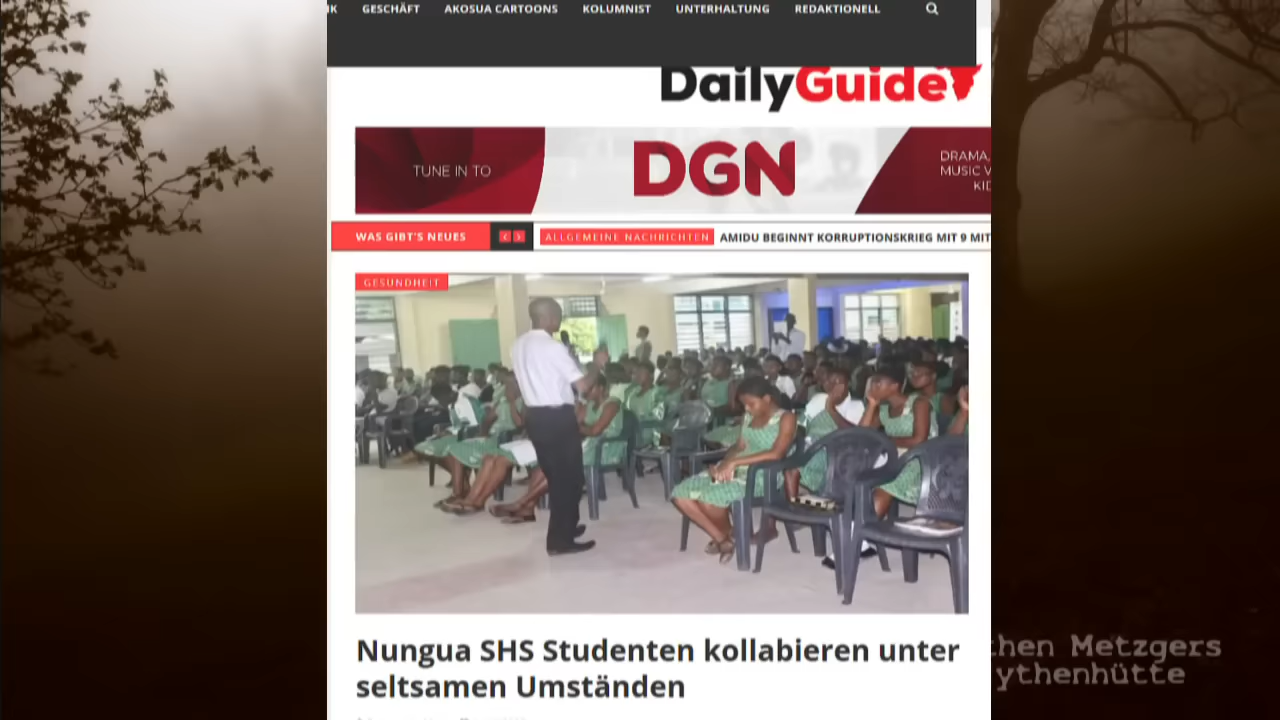 GESCHÄFT AKOSUA CARTOONS KOLUMNIST UNTERHALTUNG REDAKTIONELL
DailyGuide
TUNE IN TO
DGN
DRAMA,
MUSIC
WAS GIBT'S NEUES
ALLGEMEINE NACHRICHTEN
AMIDU BEGINNT KORRUPTIONSKRIEG MIT 9 MIT
GESUNDHEIT
Nungua SHS Studenten kollabieren unter
seltsamen Umständen
Metzgers
ythenhütte